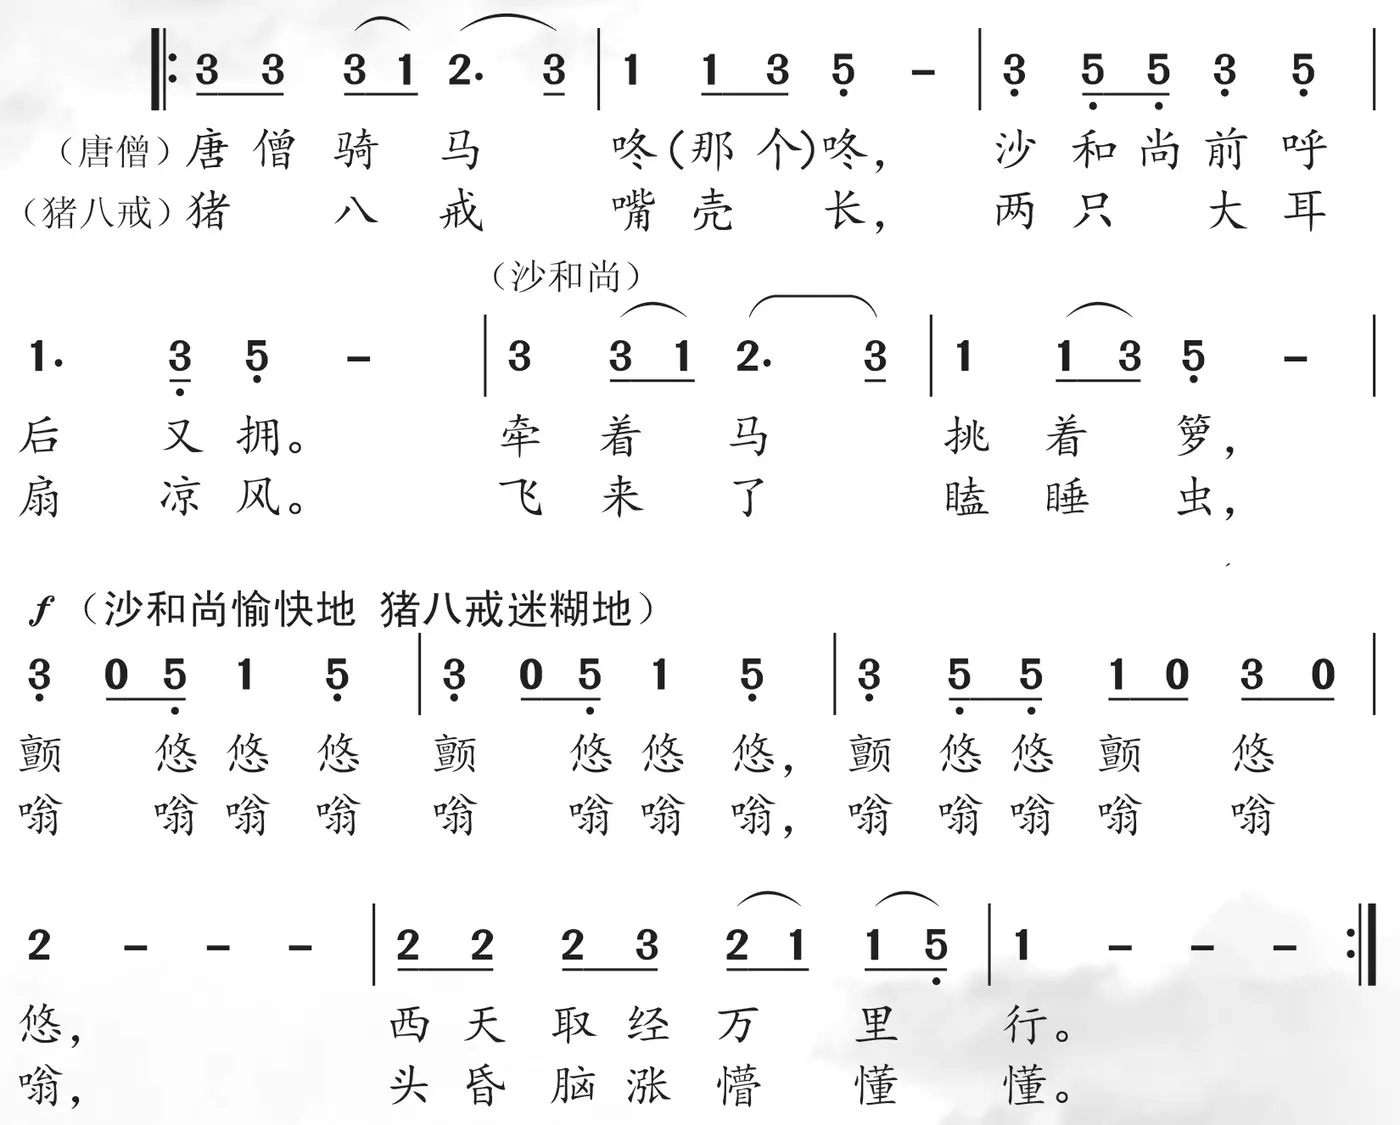 3 3 3 1 2. 3 1 1 3 5 - 3 5 5 3 5
(唐僧)唐 僧 骑 马 咚(那 个)咚, 沙 和 尚 前 呼
(猪八戒)猪 八 戒 嘴 壳 长, 两 只 大 耳
(沙和尚)
1. 3 5 - 3 3 1 2. 3 1 1 3 5 -
后 又 拥。 牵 着 马 挑 着 箩,
扇 凉 风。 飞 来 了 瞌 睡 虫,
f (沙和尚愉快地 猪八戒迷糊地)
3 0 5 1 5 3 0 5 1 5 3 5 5 1 0 3 0
颤 悠 悠 悠 颤 悠 悠 悠, 颤 悠 悠 颤 悠
嗡 嗡 嗡 嗡 嗡 嗡 嗡 嗡, 嗡 嗡 嗡 嗡 嗡
2 - - - 2 2 2 3 2 1 1 5 1 - - -
悠, 西 天 取 经 万 里 行。
嗡, 头 昏 脑 涨 懵 懂 懂。